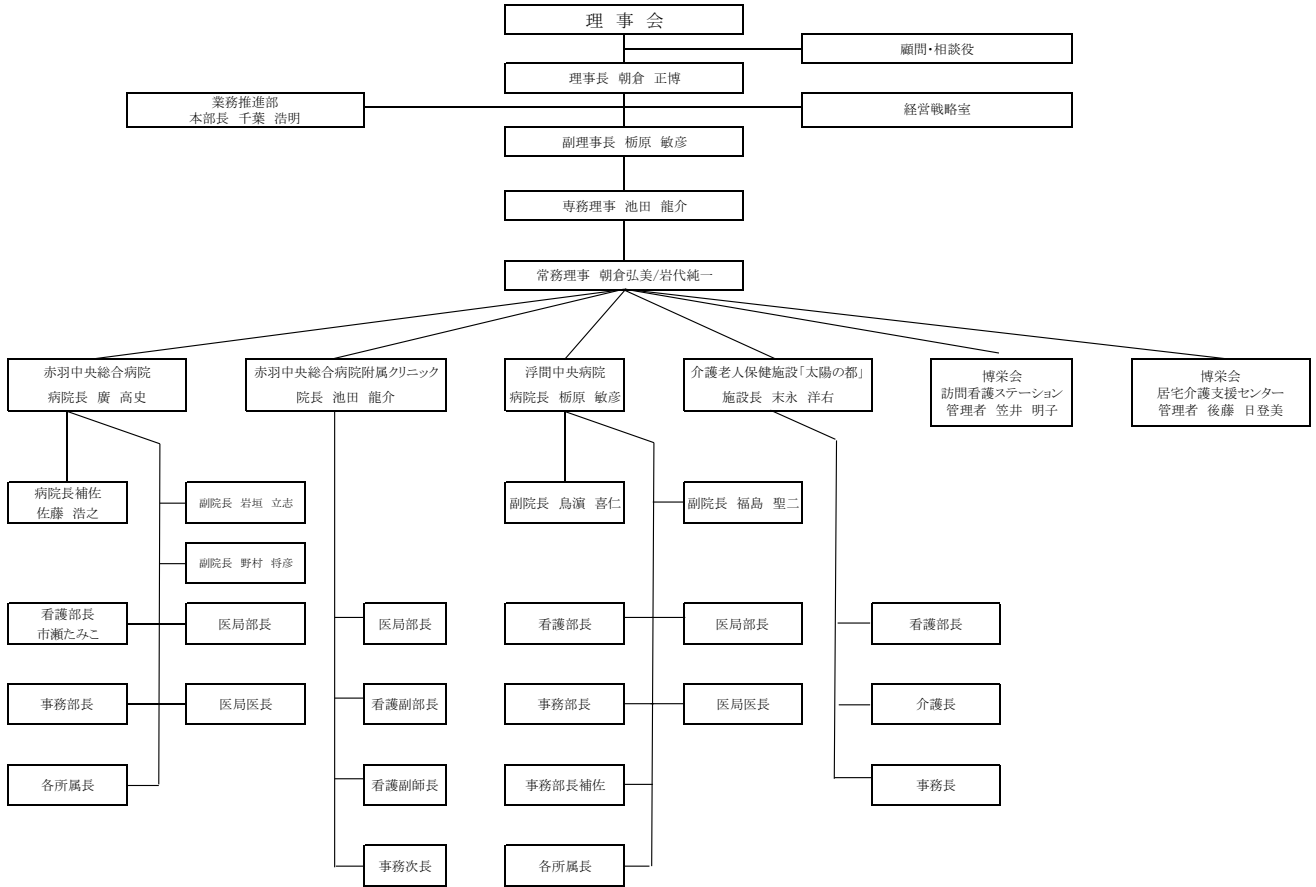 理 事 会
顧問・相談役
理事長 朝倉 正博
業務推進部
本部長 千葉 浩明
経営戦略室
副理事長 栃原 敏彦
専務理事 池田 龍介
常務理事 朝倉弘美/岩代純一
赤羽中央総合病院
病院長 廣 高史
赤羽中央総合病院附属クリニック
院長 池田 龍介
浮間中央病院
病院長 栃原 敏彦
介護老人保健施設「太陽の都」
施設長 末永 洋右
博栄会
訪問看護ステーション
管理者 笠井 明子
博栄会
居宅介護支援センター
管理者 後藤 日登美
病院長補佐
佐藤 浩之
副院長 岩垣 立志
副院長 鳥濵 喜仁
副院長 福島 聖二
副院長 野村 将彦
看護部長
市瀬たみこ
医局部長
医局部長
看護部長
医局部長
看護部長
事務部長
医局医長
看護副部長
事務部長
医局医長
介護長
各所属長
看護副師長
事務部長補佐
事務長
事務次長
各所属長